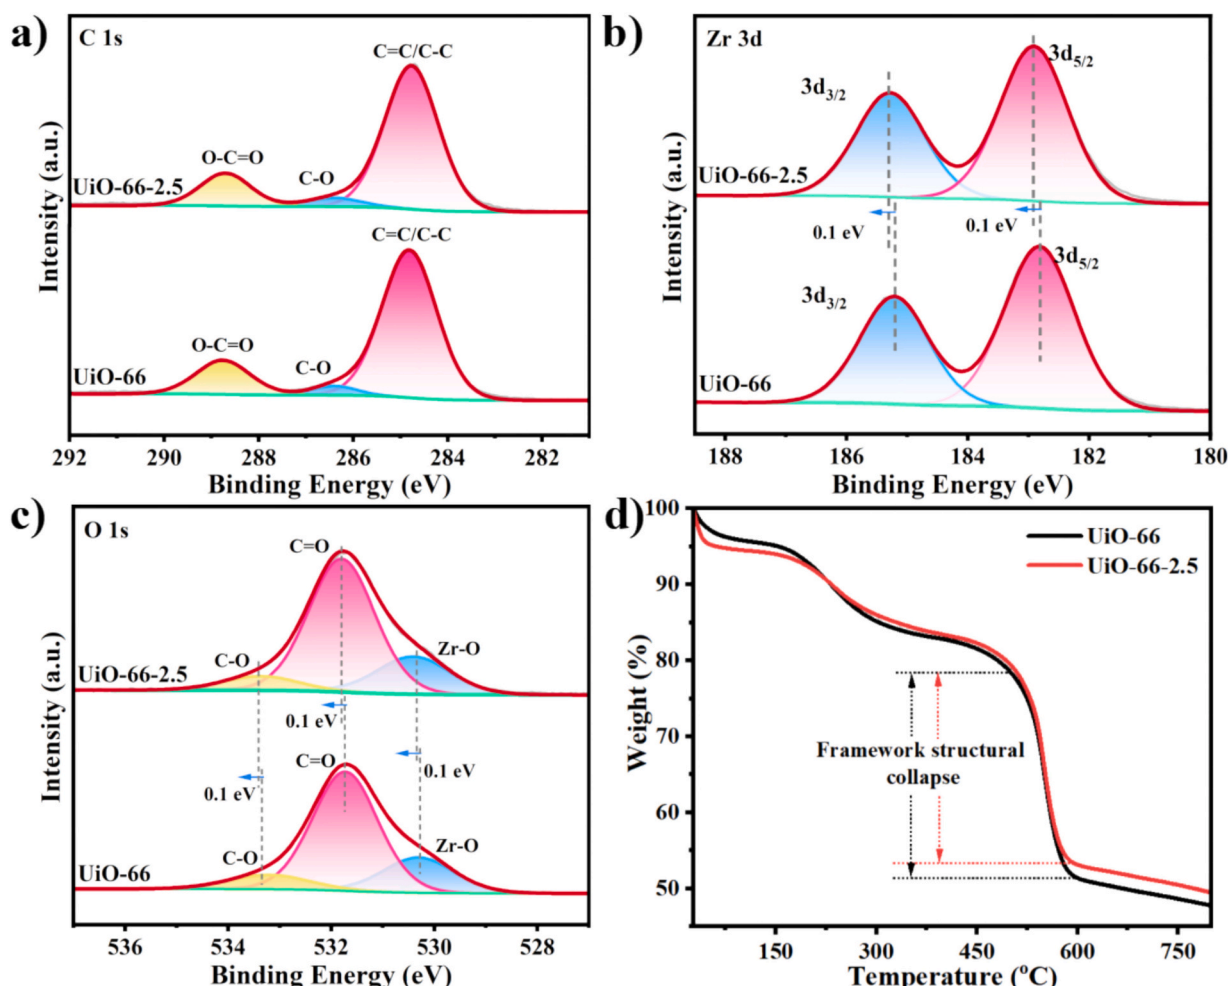 a)
C 1s
C=C/C-C
O-C=O
C-O
UiO-66-2.5
C=C/C-C
O-C=O
C-O
UiO-66
Intensity (a.u.)
292 290 288 286 284 282
Binding Energy (eV)
b)
Zr 3d
3d5/2
3d3/2
UiO-66-2.5
0.1 eV
0.1 eV
3d5/2
3d3/2
UiO-66
Intensity (a.u.)
188 186 184 182 180
Binding Energy (eV)
c)
O 1s
C=O
C-O
Zr-O
UiO-66-2.5
0.1 eV
0.1 eV
0.1 eV
C=O
C-O
Zr-O
UiO-66
Intensity (a.u.)
536 534 532 530 528
Binding Energy (eV)
d)
UiO-66
UiO-66-2.5
Framework structural
collapse
Weight (%)
100
90
80
70
60
50
150 300 450 600 750
Temperature (°C)